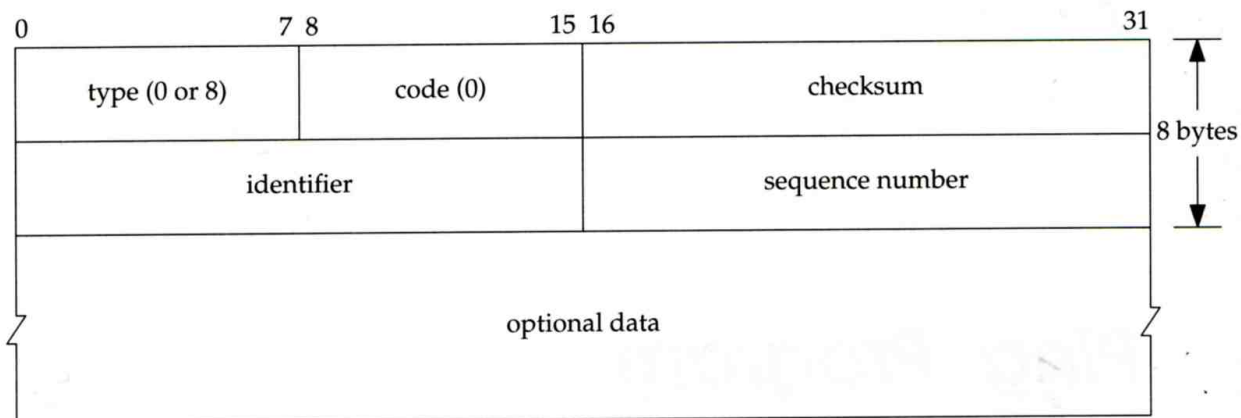 0 7 8 15 16 31
type (0 or 8) code (0) checksum
8 bytes
identifier sequence number
optional data